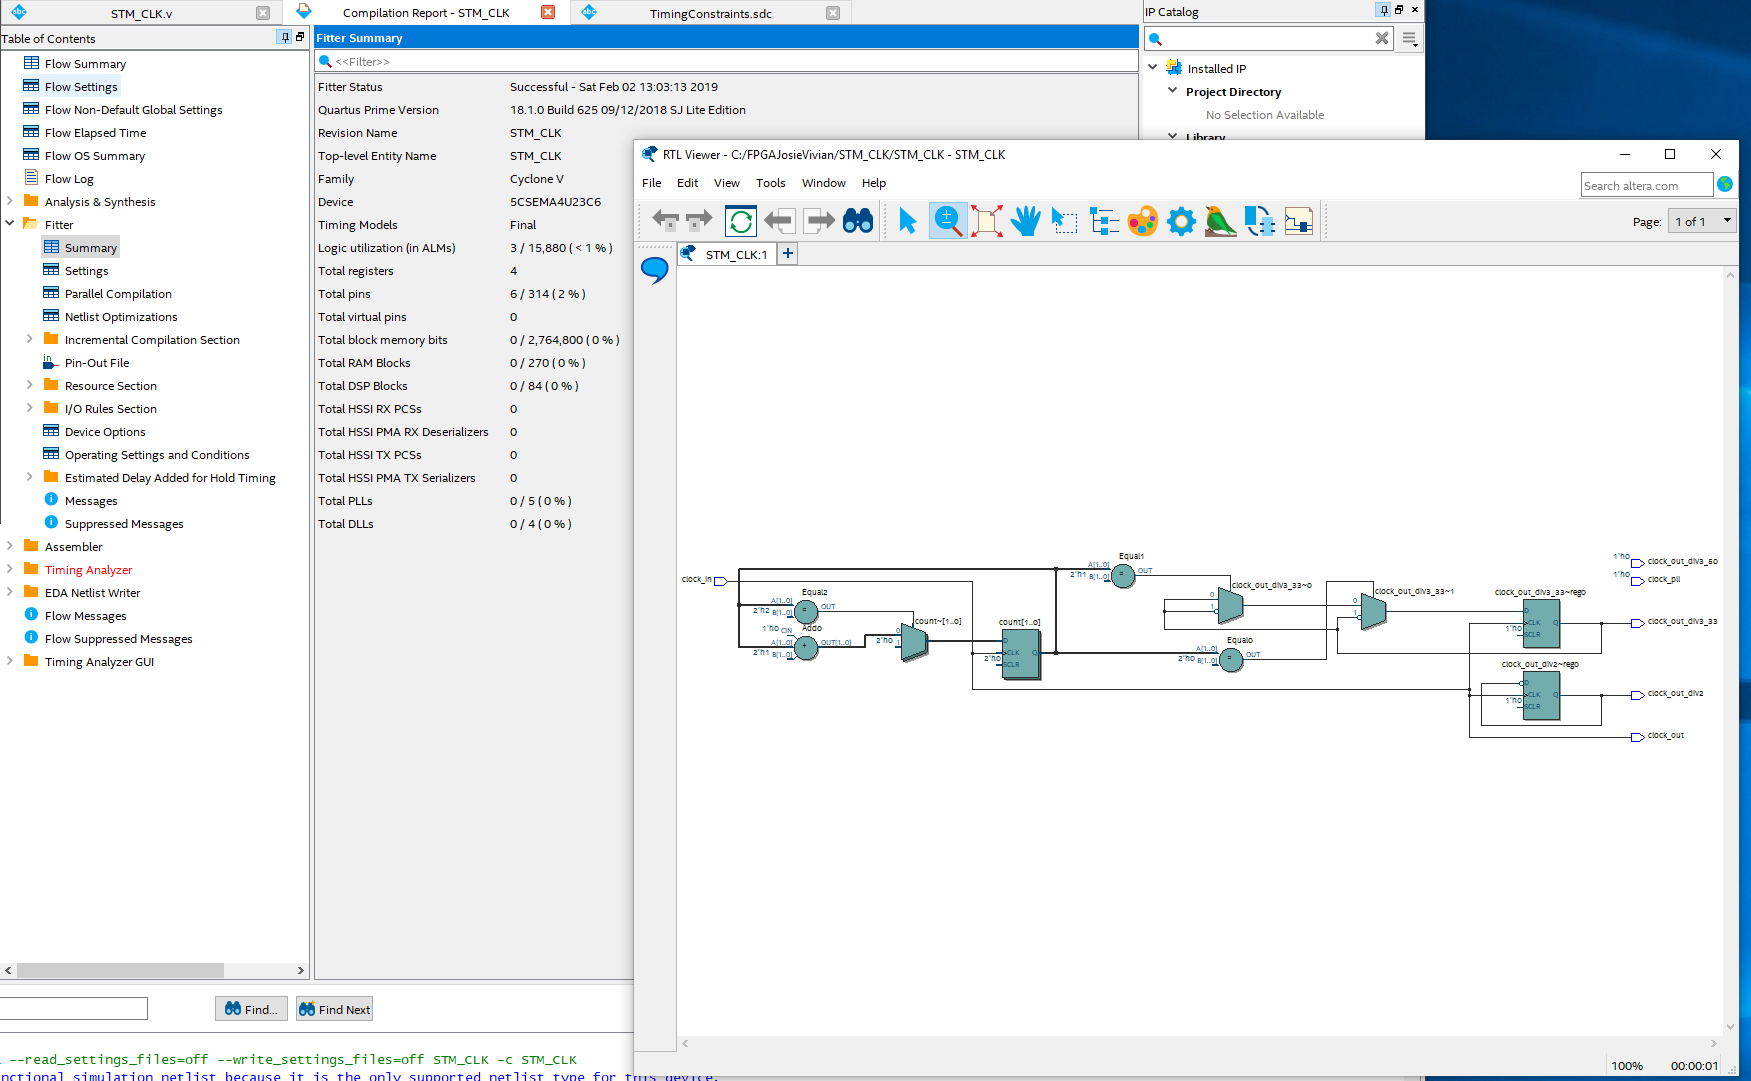 STM_CLK.v
Compilation Report - STM_CLK
TimingConstraints.sdc
IP Catalog
Table of Contents
Flow Summary
Flow Settings
Flow Non-Default Global Settings
Flow Elapsed Time
Flow OS Summary
Flow Log
Analysis & Synthesis
Fitter
Summary
Settings
Parallel Compilation
Netlist Optimizations
Incremental Compilation Section
Pin-Out File
Resource Section
I/O Rules Section
Device Options
Operating Settings and Conditions
Estimated Delay Added for Hold Timing
Messages
Suppressed Messages
Assembler
Timing Analyzer
EDA Netlist Writer
Flow Messages
Flow Suppressed Messages
Timing Analyzer GUI
Fitter Summary
<<Filter>>
Fitter Status Successful - Sat Feb 02 13:03:13 2019
Quartus Prime Version 18.1.0 Build 625 09/12/2018 SJ Lite Edition
Revision Name STM_CLK
Top-level Entity Name STM_CLK
Family Cyclone V
Device 5CSEMA4U23C6
Timing Models Final
Logic utilization (in ALMs) 3 / 15,880 ( < 1 % )
Total registers 4
Total pins 6 / 314 ( 2 % )
Total virtual pins 0
Total block memory bits 0 / 2,764,800 ( 0 % )
Total RAM Blocks 0 / 270 ( 0 % )
Total DSP Blocks 0 / 84 ( 0 % )
Total HSSI RX PCSs 0
Total HSSI PMA RX Deserializers 0
Total HSSI TX PCSs 0
Total HSSI PMA TX Serializers 0
Total PLLs 0 / 5 ( 0 % )
Total DLLs 0 / 4 ( 0 % )
Installed IP
Project Directory
No Selection Available
Library
RTL Viewer - C:/FPGAJosieVivian/STM_CLK/STM_CLK - STM_CLK
File Edit View Tools Window Help
Search altera.com
Page: 1 of 1
STM_CLK:1
clock_in
Equal2
A[1..0]
2'h2 B[1..0]
OUT
Add0
1'h0 CIN
A[1..0]
2'h1 B[1..0]
OUT[1..0]
count~[1..0]
0
2'h0 1
count[1..0]
D
CLK
2'h0 SCLR
Q
Equal1
A[1..0]
2'h1 B[1..0]
OUT
clock_out_div3_33~0
0
1
Equal0
A[1..0]
2'h0 B[1..0]
OUT
clock_out_div3_33~1
0
1
clock_out_div3_33~reg0
D
CLK
1'h0 SCLR
Q
clock_out_div2~reg0
D
CLK
1'h0 SCLR
Q
1'h0 clock_out_div3_50
1'h0 clock_pll
clock_out_div3_33
clock_out_div2
clock_out
100% 00:00:01
Find... Find Next
--read_settings_files=off --write_settings_files=off STM_CLK -c STM_CLK
nctional simulation netlist because it is the only supported netlist type for this device.